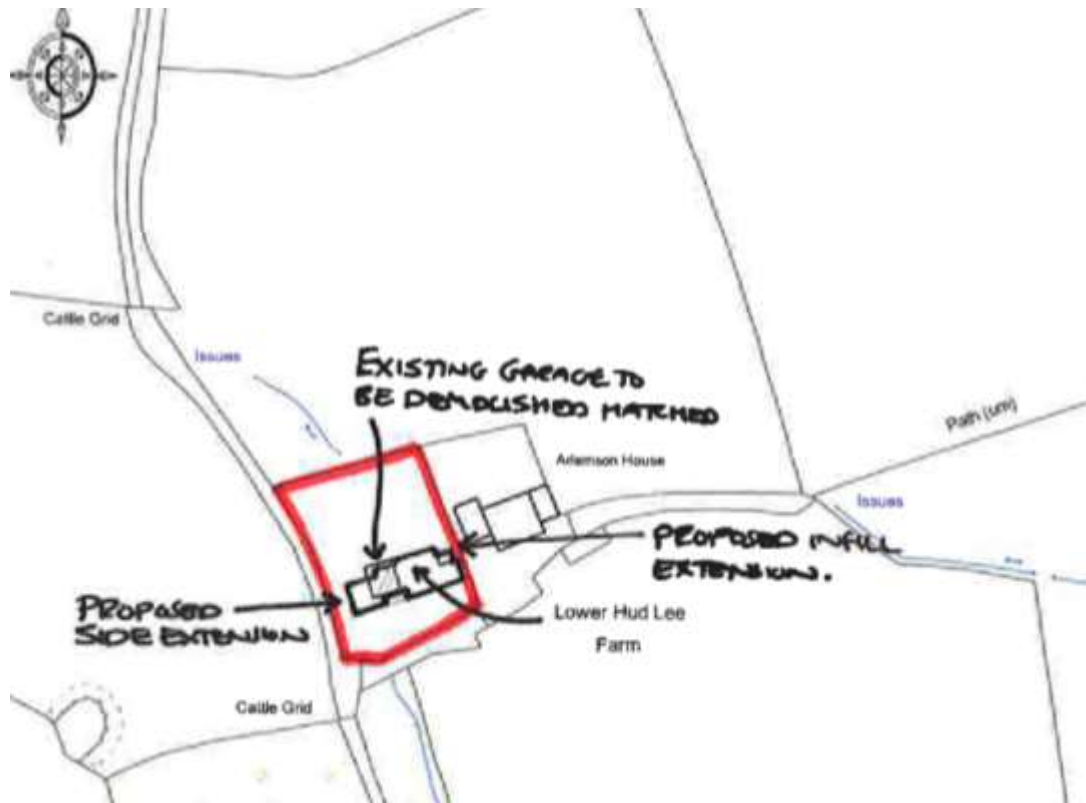 Cattle Grid
Issues
EXISTING GARAGE TO
BE DEMOLISHED HATCHED
Path (um)
Adamson House
Issues
PROPOSED INFILL
EXTENSION.
PROPOSED
SIDE EXTENSION
Lower Hud Lee
Farm
Cattle Grid